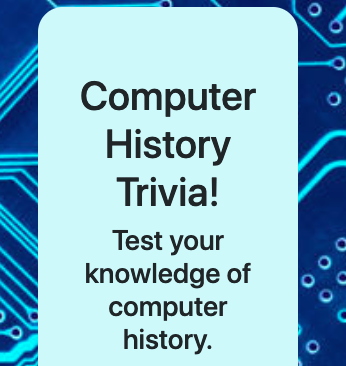 Computer
History
Trivia!
Test your
knowledge of
computer
history.